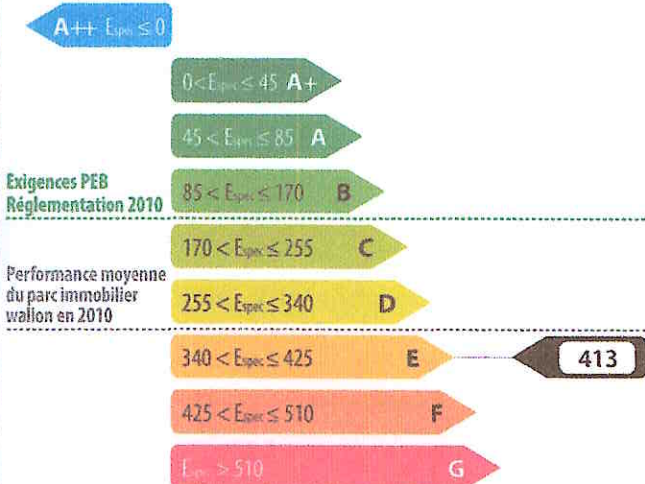 A++ Espec ≤ 0
0 < Espec ≤ 45 A+
45 < Espec ≤ 85 A
Exigences PEB
Réglementation 2010
85 < Espec ≤ 170 B
170 < Espec ≤ 255 C
Performance moyenne
du parc immobilier
wallon en 2010
255 < Espec ≤ 340 D
340 < Espec ≤ 425 E
413
425 < Espec ≤ 510 F
Espec > 510 G